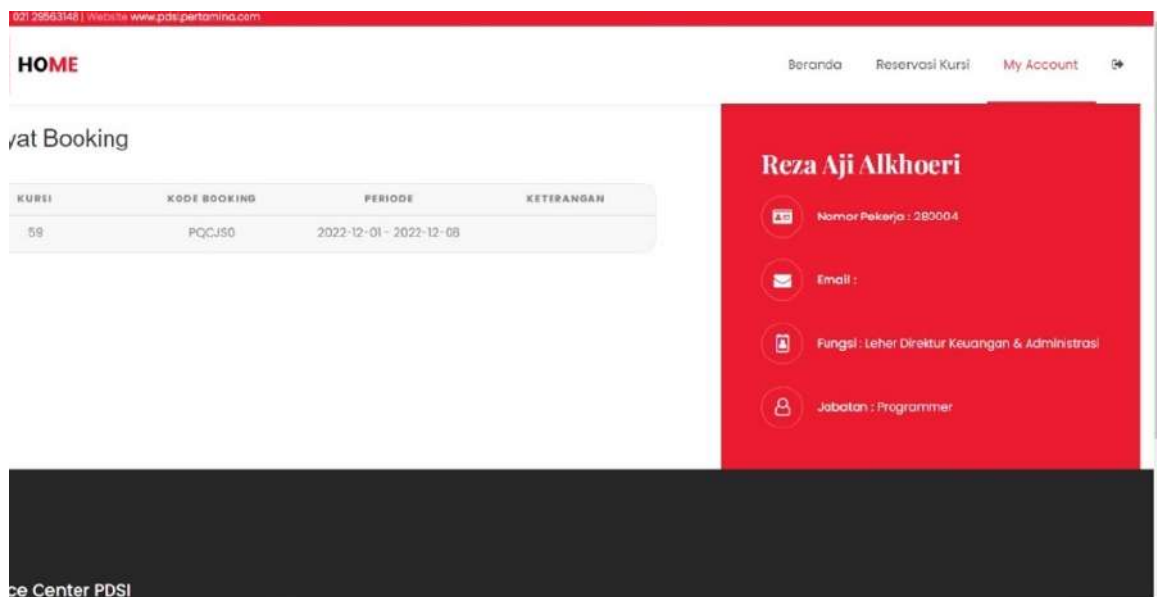 021 29563148 | Website www.pdsi.pertamina.com
HOME
Beranda Reservasi Kursi My Account
yat Booking
KURSI KODE BOOKING PERIODE KETERANGAN
59 PQCJS0 2022-12-01 - 2022-12-08
Reza Aji Alkhoeri
Nomor Pekerja : 280004
Email :
Fungsi : Leher Direktur Keuangan & Administrasi
Jabatan : Programmer
ce Center PDSI